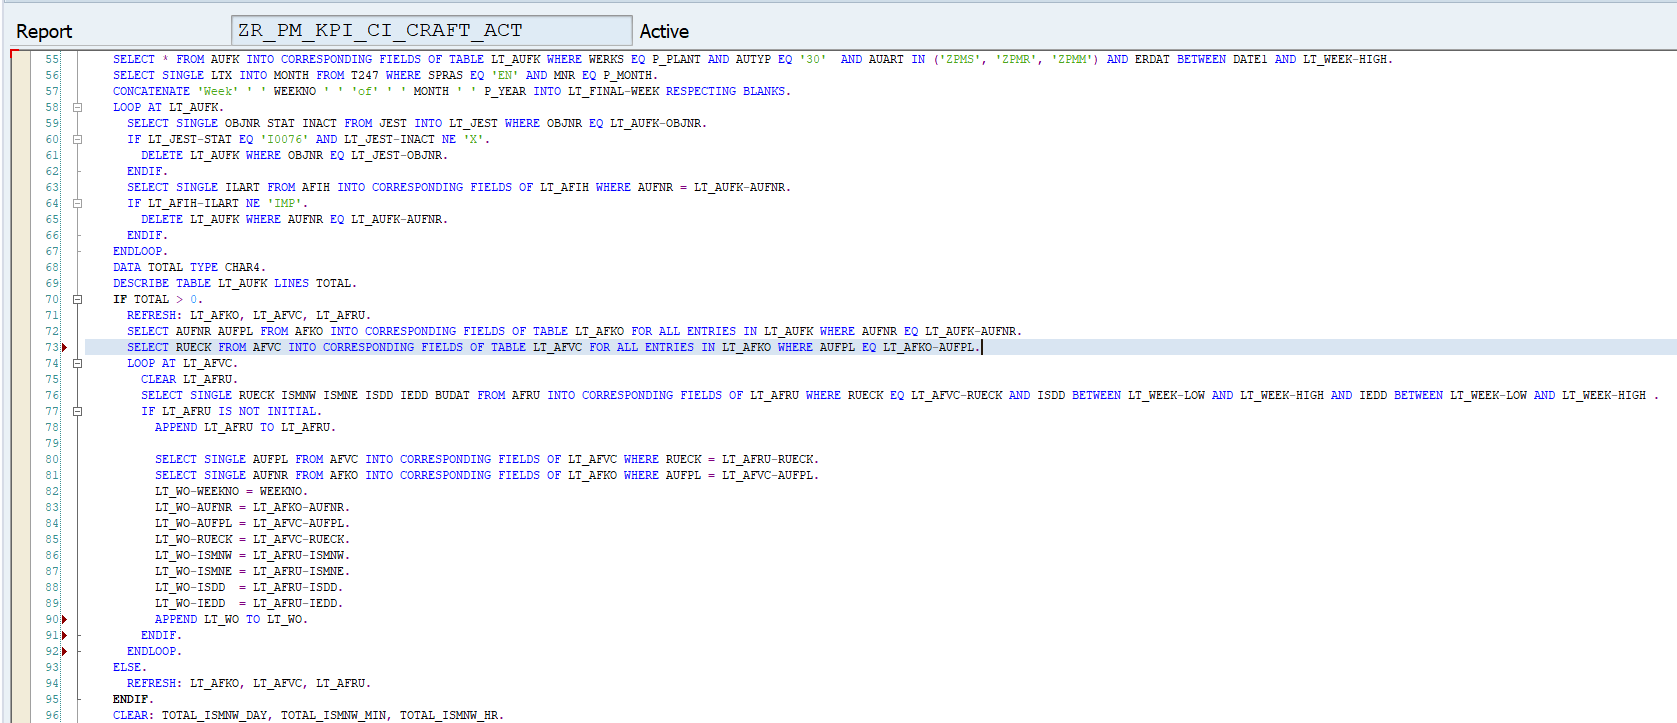 Report ZR_PM_KPI_CI_CRAFT_ACT Active
55 SELECT * FROM AUFK INTO CORRESPONDING FIELDS OF TABLE LT_AUFK WHERE WERKS EQ P_PLANT AND AUTYP EQ '30'  AND AUART IN ('ZPMS', 'ZPMR', 'ZPMM') AND ERDAT BETWEEN DATE1 AND LT_WEEK-HIGH.
56 SELECT SINGLE LTX INTO MONTH FROM T247 WHERE SPRAS EQ 'EN' AND MNR EQ P_MONTH.
57 CONCATENATE 'Week' ' ' WEEKNO ' ' 'of' ' ' MONTH ' ' P_YEAR INTO LT_FINAL-WEEK RESPECTING BLANKS.
58 LOOP AT LT_AUFK.
59 SELECT SINGLE OBJNR STAT INACT FROM JEST INTO LT_JEST WHERE OBJNR EQ LT_AUFK-OBJNR.
60 IF LT_JEST-STAT EQ 'I0076' AND LT_JEST-INACT NE 'X'.
61 DELETE LT_AUFK WHERE OBJNR EQ LT_JEST-OBJNR.
62 ENDIF.
63 SELECT SINGLE ILART FROM AFIH INTO CORRESPONDING FIELDS OF LT_AFIH WHERE AUFNR = LT_AUFK-AUFNR.
64 IF LT_AFIH-ILART NE 'IMP'.
65 DELETE LT_AUFK WHERE AUFNR EQ LT_AUFK-AUFNR.
66 ENDIF.
67 ENDLOOP.
68 DATA TOTAL TYPE CHAR4.
69 DESCRIBE TABLE LT_AUFK LINES TOTAL.
70 IF TOTAL > 0.
71 REFRESH: LT_AFKO, LT_AFVC, LT_AFRU.
72 SELECT AUFNR AUFPL FROM AFKO INTO CORRESPONDING FIELDS OF TABLE LT_AFKO FOR ALL ENTRIES IN LT_AUFK WHERE AUFNR EQ LT_AUFK-AUFNR.
73 SELECT RUECK FROM AFVC INTO CORRESPONDING FIELDS OF TABLE LT_AFVC FOR ALL ENTRIES IN LT_AFKO WHERE AUFPL EQ LT_AFKO-AUFPL.
74 LOOP AT LT_AFVC.
75 CLEAR LT_AFRU.
76 SELECT SINGLE RUECK ISMNW ISMNE ISDD IEDD BUDAT FROM AFRU INTO CORRESPONDING FIELDS OF LT_AFRU WHERE RUECK EQ LT_AFVC-RUECK AND ISDD BETWEEN LT_WEEK-LOW AND LT_WEEK-HIGH AND IEDD BETWEEN LT_WEEK-LOW AND LT_WEEK-HIGH .
77 IF LT_AFRU IS NOT INITIAL.
78 APPEND LT_AFRU TO LT_AFRU.
79
80 SELECT SINGLE AUFPL FROM AFVC INTO CORRESPONDING FIELDS OF LT_AFVC WHERE RUECK = LT_AFRU-RUECK.
81 SELECT SINGLE AUFNR FROM AFKO INTO CORRESPONDING FIELDS OF LT_AFKO WHERE AUFPL = LT_AFVC-AUFPL.
82 LT_WO-WEEKNO = WEEKNO.
83 LT_WO-AUFNR = LT_AFKO-AUFNR.
84 LT_WO-AUFPL = LT_AFVC-AUFPL.
85 LT_WO-RUECK = LT_AFVC-RUECK.
86 LT_WO-ISMNW = LT_AFRU-ISMNW.
87 LT_WO-ISMNE = LT_AFRU-ISMNE.
88 LT_WO-ISDD  = LT_AFRU-ISDD.
89 LT_WO-IEDD  = LT_AFRU-IEDD.
90 APPEND LT_WO TO LT_WO.
91 ENDIF.
92 ENDLOOP.
93 ELSE.
94 REFRESH: LT_AFKO, LT_AFVC, LT_AFRU.
95 ENDIF.
96 CLEAR: TOTAL_ISMNW_DAY, TOTAL_ISMNW_MIN, TOTAL_ISMNW_HR.